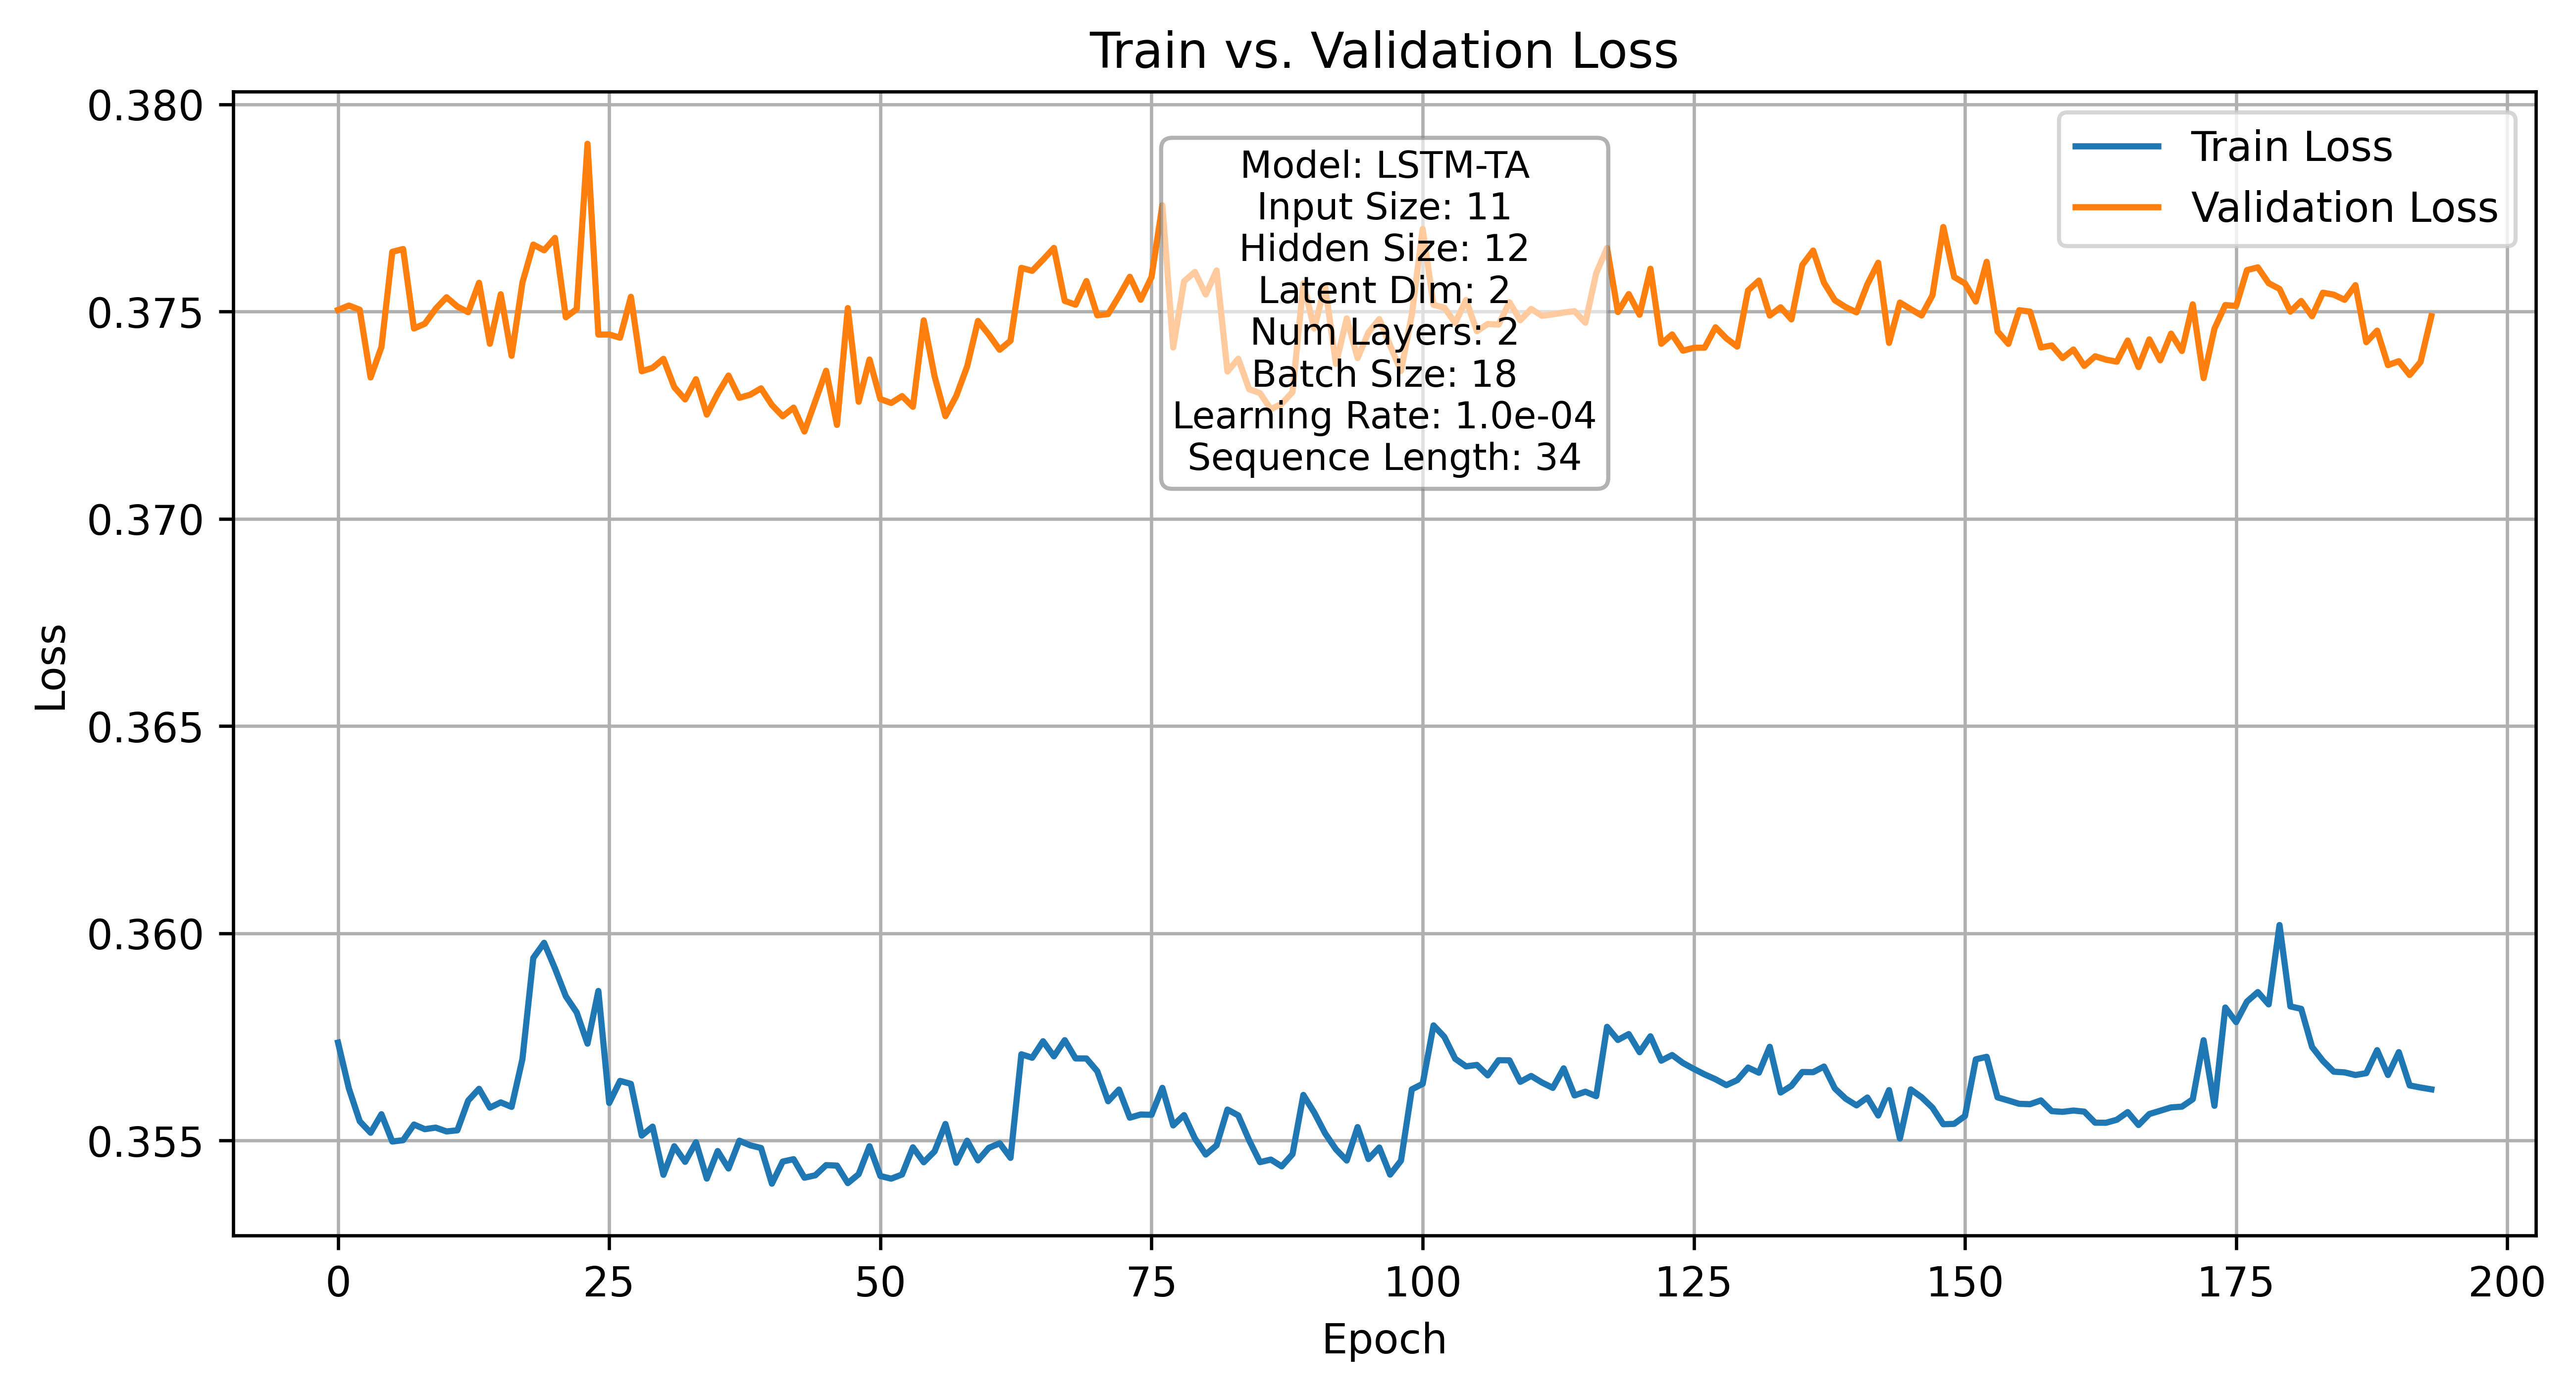 Train vs. Validation Loss
0.380
0.375
0.370
0.365
0.360
0.355
Loss
Model: LSTM-TA
Input Size: 11
Hidden Size: 12
Latent Dim: 2
Num Layers: 2
Batch Size: 18
Learning Rate: 1.0e-04
Sequence Length: 34
Train Loss
Validation Loss
0 25 50 75 100 125 150 175 200
Epoch